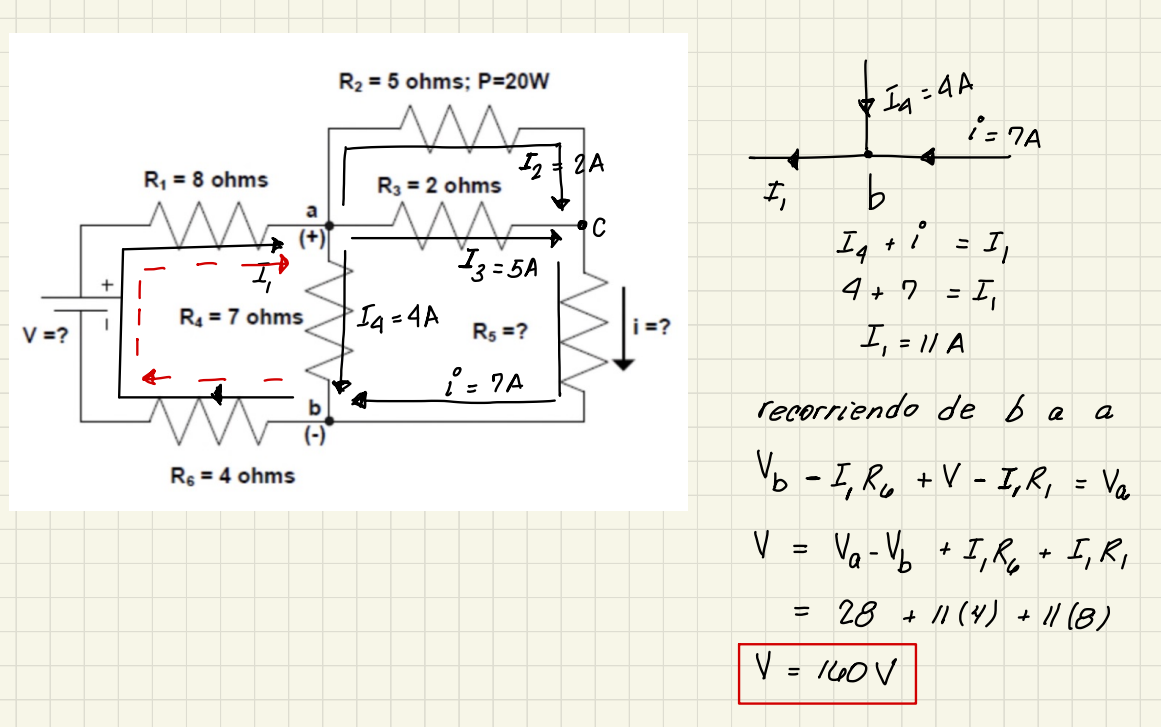 R₂ = 5 ohms; P=20W
I₂ = 2A
R₃ = 2 ohms
R₁ = 8 ohms
a
(+)
C
I₃ = 5A
I₁
+
R₄ = 7 ohms
I₄ = 4A
R₅ =?
i =?
V =?
i = 7A
b
(-)
R₆ = 4 ohms
I₄ = 4A
i = 7A
I₁
b
I₄ + i = I₁
4 + 7 = I₁
I₁ = 11 A
recorriendo de b a a
V_b - I₁R₆ + V - I₁R₁ = Vₐ
V = Vₐ - V_b + I₁R₆ + I₁R₁
= 28 + 11(4) + 11(8)
V = 160 V